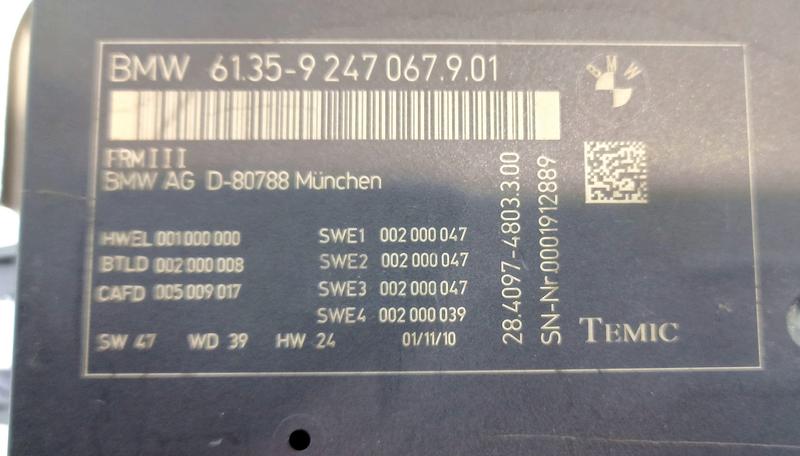 BMW 61.35-9 247 067.9.01
BMW
FRM III
BMW AG D-80788 München
HWEL 001 000 000
BTLD 002 000 008
CAFD 005 009 017
SWE1 002 000 047
SWE2 002 000 047
SWE3 002 000 047
SWE4 002 000 039
SW 47 WD 39 HW 24 01/11/10
28.4097-4803.3.00
SN-Nr.0001912889
TEMIC